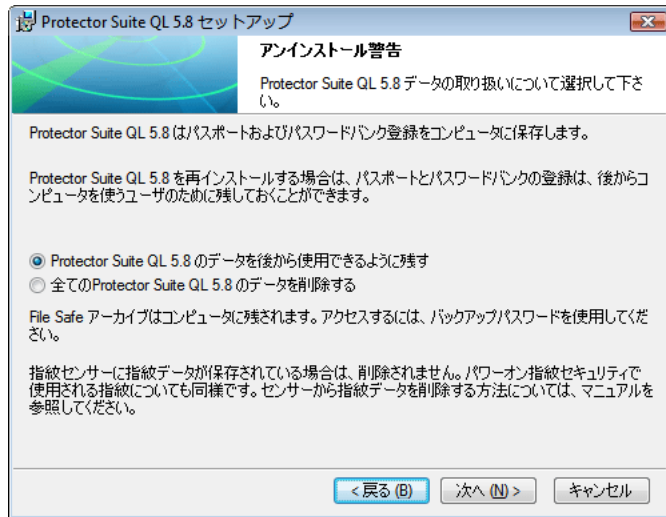 Protector Suite QL 5.8 セットアップ
アンインストール警告
Protector Suite QL 5.8 データの取り扱いについて選択して下さ
い。
Protector Suite QL 5.8 はパスポートおよびパスワードバンク登録をコンピュータに保存します。
Protector Suite QL 5.8 を再インストールする場合は、パスポートとパスワードバンクの登録は、後からコ
ンピュータを使うユーザのために残しておくことができます。
Protector Suite QL 5.8 のデータを後から使用できるように残す
全てのProtector Suite QL 5.8 のデータを削除する
File Safe アーカイブはコンピュータに残されます。アクセスするには、バックアップパスワードを使用してくだ
さい。
指紋センサーに指紋データが保存されている場合は、削除されません。パワーオン指紋セキュリティで
使用される指紋についても同様です。センサーから指紋データを削除する方法については、マニュアルを
参照してください。
< 戻る (B) 次へ (N) > キャンセル